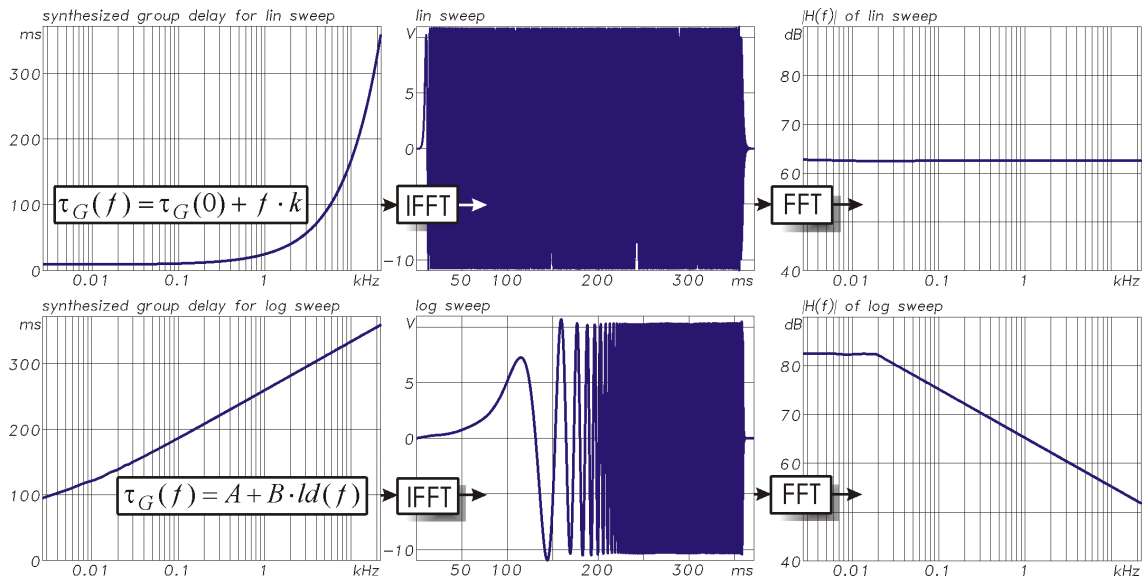 synthesized group delay for lin sweep
ms
300
200
100
0
0.01 0.1 1 kHz
τG(f) = τG(0) + f · k
IFFT
lin sweep
V
5
0
-10
50 100 200 300 ms
FFT
|H(f)| of lin sweep
dB
80
70
60
40
0.01 0.1 1 kHz
synthesized group delay for log sweep
ms
300
200
100
0
0.01 0.1 1 kHz
τG(f) = A + B · ld(f)
IFFT
log sweep
V
5
0
-10
50 100 200 300 ms
FFT
|H(f)| of log sweep
dB
80
70
60
40
0.01 0.1 1 kHz